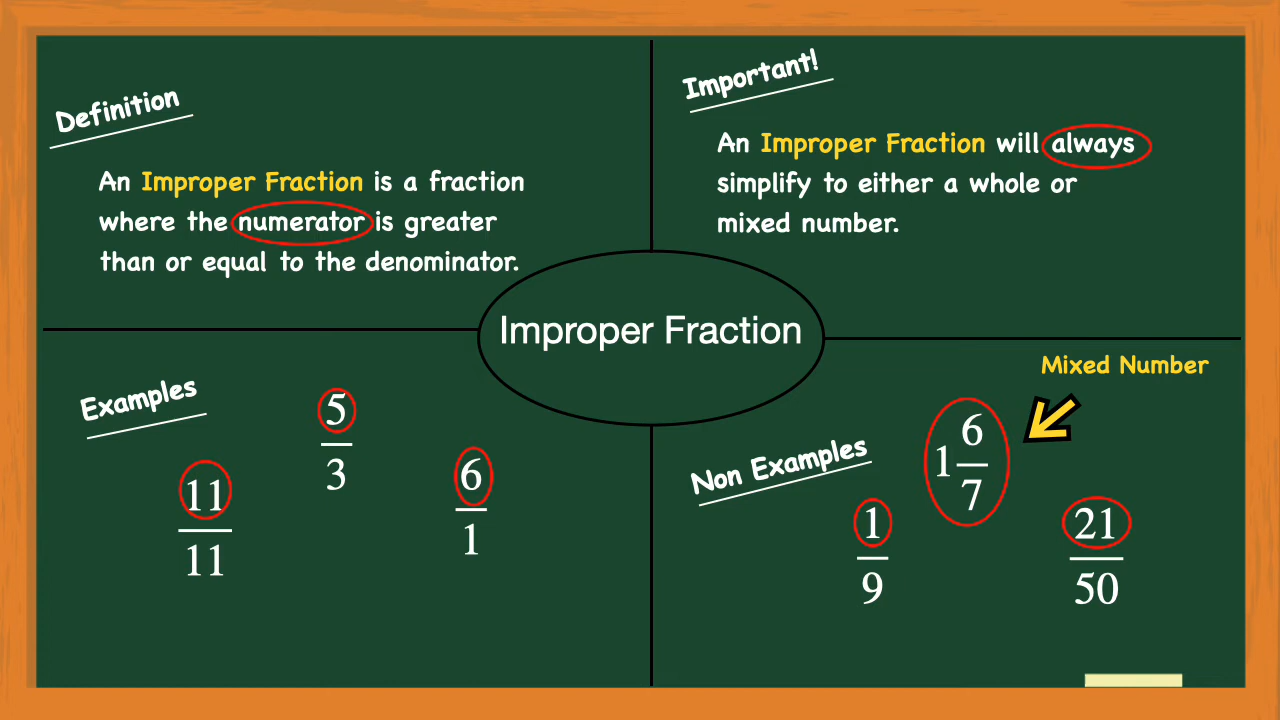 Definition
An Improper Fraction is a fraction
where the numerator is greater
than or equal to the denominator.
Important!
An Improper Fraction will always
simplify to either a whole or
mixed number.
Improper Fraction
Examples
5
3
11
11
6
1
Mixed Number
Non Examples
1 6
7
1
9
21
50